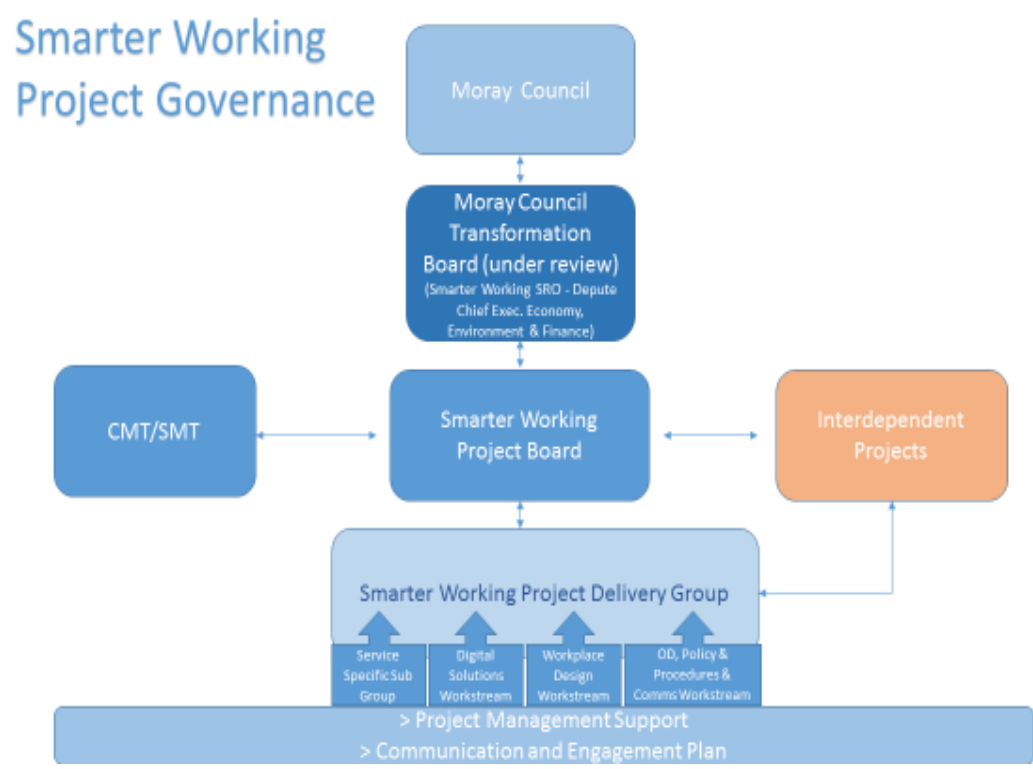 Smarter Working
Project Governance
Moray Council
Moray Council
Transformation
Board (under review)
(Smarter Working SRO - Depute
Chief Exec. Economy,
Environment & Finance)
CMT/SMT
Smarter Working
Project Board
Interdependent
Projects
Smarter Working Project Delivery Group
Service
Specific Sub
Group
Digital
Solutions
Workstream
Workplace
Design
Workstream
OD, Policy &
Procedures &
Comms Workstream
> Project Management Support
> Communication and Engagement Plan